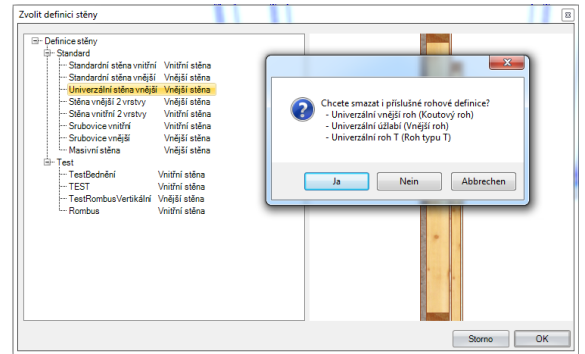 Zvolit definici stěny
Definice stěny
Standard
Standardní stěna vnitřní Vnitřní stěna
Standardní stěna vnější Vnější stěna
Univerzální stěna vnější Vnější stěna
Stěna vnější 2 vrstvy Vnější stěna
Stěna vnitřní 2 vrstvy Vnitřní stěna
Srubovice vnitřní Vnitřní stěna
Srubovice vnější Vnější stěna
Masivní stěna Vnější stěna
Test
TestBednění Vnitřní stěna
TEST Vnitřní stěna
TestRombusVertikální Vnější stěna
Rombus Vnitřní stěna
Chcete smazat i příslušné rohové definice?
- Univerzální vnější roh (Koutový roh)
- Univerzální úžlabí (Vnější roh)
- Univerzální roh T (Roh typu T)
Ja Nein Abbrechen
Storno OK